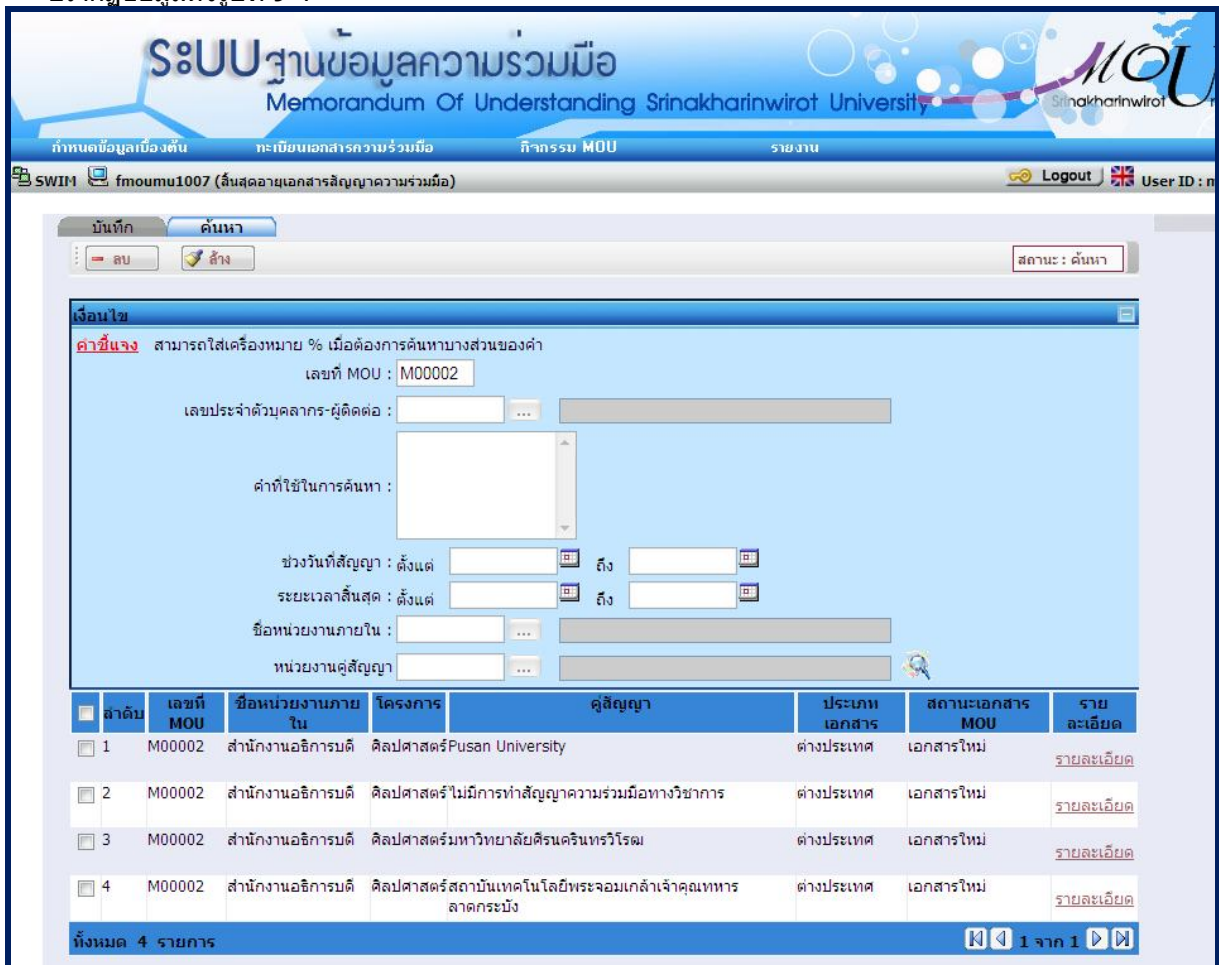 ระบบฐานข้อมูลความร่วมมือ
Memorandum Of Understanding Srinakharinwirot University
MOU
Srinakharinwirot
กำหนดข้อมูลเบื้องต้น ทะเบียนเอกสารความร่วมมือ กิจกรรม MOU รายงาน
SWIM fmoumu1007 (สิ้นสุดอายุเอกสารสัญญาความร่วมมือ) Logout User ID :
บันทึก ค้นหา
ลบ ล้าง สถานะ : ค้นหา
เงื่อนไข
คำชี้แจง สามารถใส่เครื่องหมาย % เมื่อต้องการค้นหาบางส่วนของคำ
เลขที่ MOU : M00002
เลขประจำตัวบุคลากร-ผู้ติดต่อ : ...
คำที่ใช้ในการค้นหา :
ช่วงวันที่สัญญา : ตั้งแต่ ถึง
ระยะเวลาสิ้นสุด : ตั้งแต่ ถึง
ชื่อหน่วยงานภายใน : ...
หน่วยงานคู่สัญญา ...
ลำดับ เลขที่ MOU ชื่อหน่วยงานภายใน โครงการ คู่สัญญา ประเภทเอกสาร สถานะเอกสาร MOU รายละเอียด
1 M00002 สำนักงานอธิการบดี ศิลปศาสตร์ Pusan University ต่างประเทศ เอกสารใหม่ รายละเอียด
2 M00002 สำนักงานอธิการบดี ศิลปศาสตร์ ไม่มีการทำสัญญาความร่วมมือทางวิชาการ ต่างประเทศ เอกสารใหม่ รายละเอียด
3 M00002 สำนักงานอธิการบดี ศิลปศาสตร์ มหาวิทยาลัยศรีนครินทรวิโรฒ ต่างประเทศ เอกสารใหม่ รายละเอียด
4 M00002 สำนักงานอธิการบดี ศิลปศาสตร์ สถาบันเทคโนโลยีพระจอมเกล้าเจ้าคุณทหาร ต่างประเทศ เอกสารใหม่ รายละเอียด
ลาดกระบัง
ทั้งหมด 4 รายการ 1 จาก 1